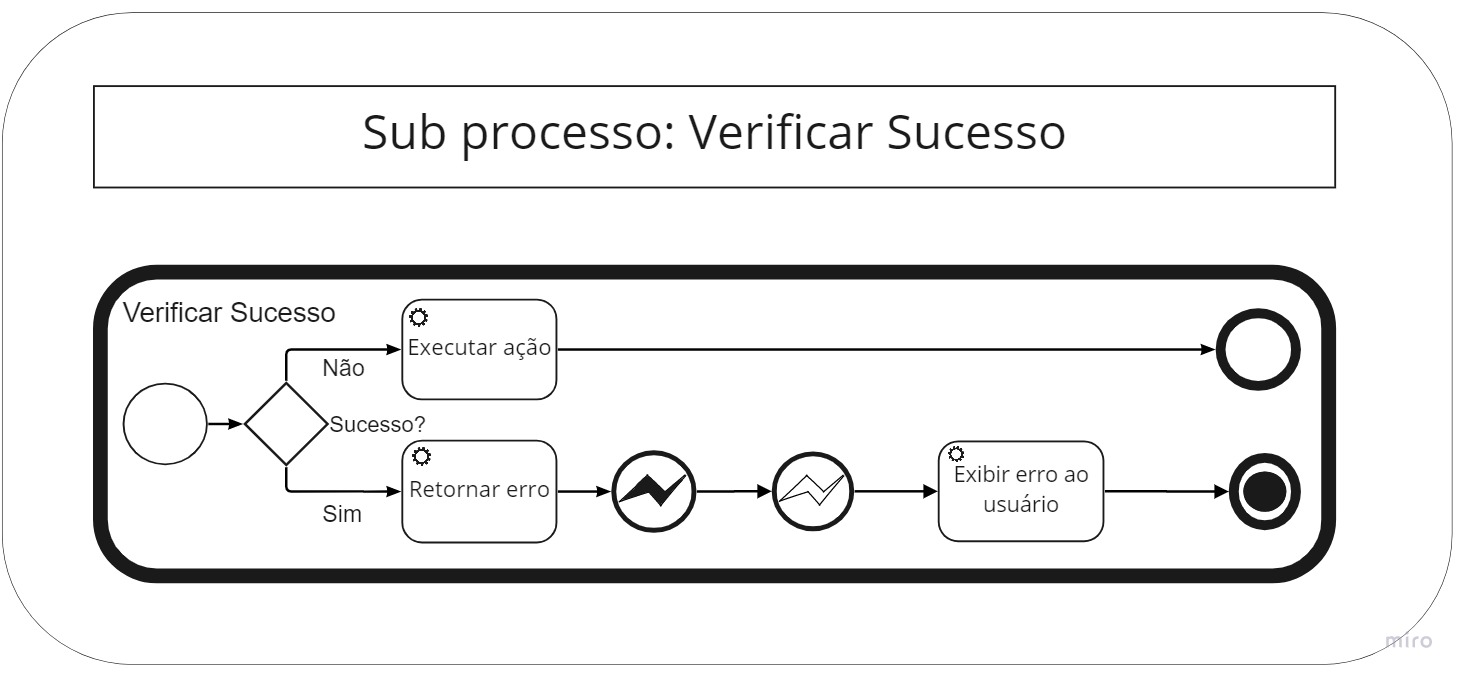 Sub processo: Verificar Sucesso
Verificar Sucesso
Executar ação
Não
Sucesso?
Retornar erro
Sim
Exibir erro ao
usuário
miro